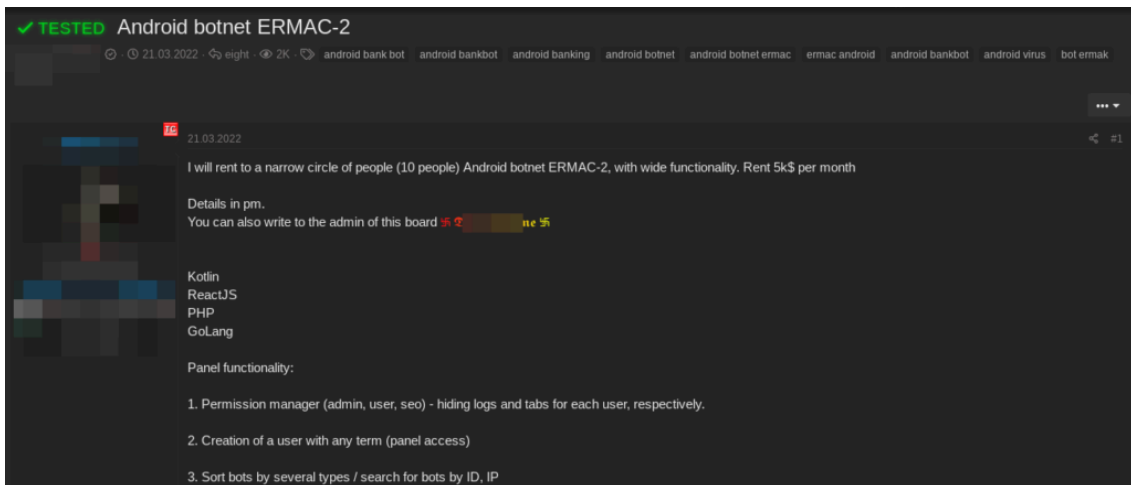 TESTED Android botnet ERMAC-2
21.03.2022 · eight · 2K · android bank bot android bankbot android banking android botnet android botnet ermac ermac android android bankbot android virus bot ermak
TC
21.03.2022 #1
I will rent to a narrow circle of people (10 people) Android botnet ERMAC-2, with wide functionality. Rent 5k$ per month
Details in pm.
You can also write to the admin of this board 卐 ne 卐
Kotlin
ReactJS
PHP
GoLang
Panel functionality:
1. Permission manager (admin, user, seo) - hiding logs and tabs for each user, respectively.
2. Creation of a user with any term (panel access)
3. Sort bots by several types / search for bots by ID, IP